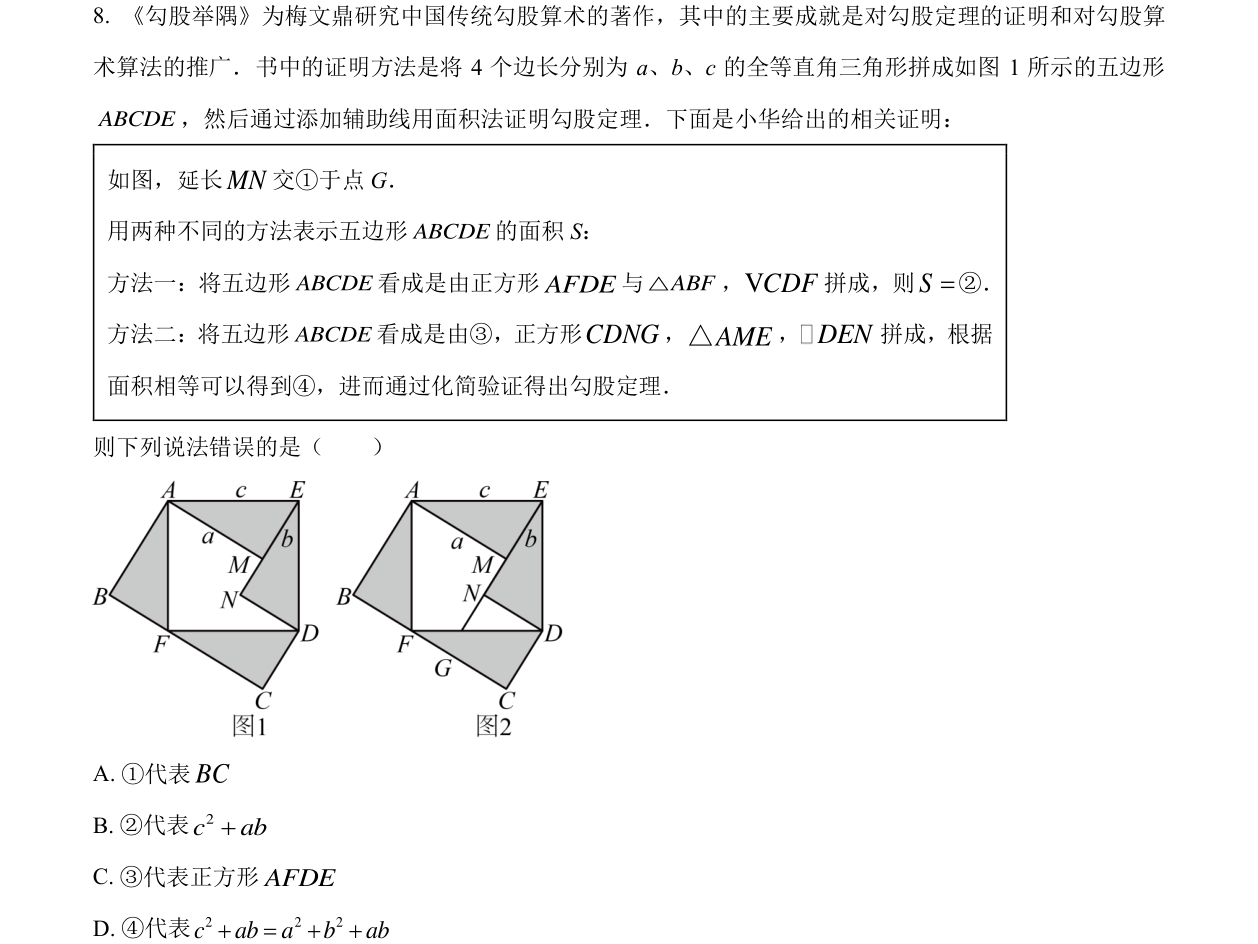 8. 《勾股举隅》为梅文鼎研究中国传统勾股算术的著作，其中的主要成就是对勾股定理的证明和对勾股算
术算法的推广．书中的证明方法是将 4 个边长分别为 a、b、c 的全等直角三角形拼成如图 1 所示的五边形
ABCDE，然后通过添加辅助线用面积法证明勾股定理．下面是小华给出的相关证明：
如图，延长 MN 交①于点 G．
用两种不同的方法表示五边形 ABCDE 的面积 S：
方法一：将五边形 ABCDE 看成是由正方形 AFDE 与 △ABF，VCDF 拼成，则 S =②．
方法二：将五边形 ABCDE 看成是由③，正方形 CDNG，△AME，□DEN 拼成，根据
面积相等可以得到④，进而通过化简验证得出勾股定理．
则下列说法错误的是（　　）
A c E
a b
M
B N
F D
C
图1
A c E
a b
M
B N
F D
G
C
图2
A. ①代表 BC
B. ②代表 c² + ab
C. ③代表正方形 AFDE
D. ④代表 c² + ab = a² + b² + ab